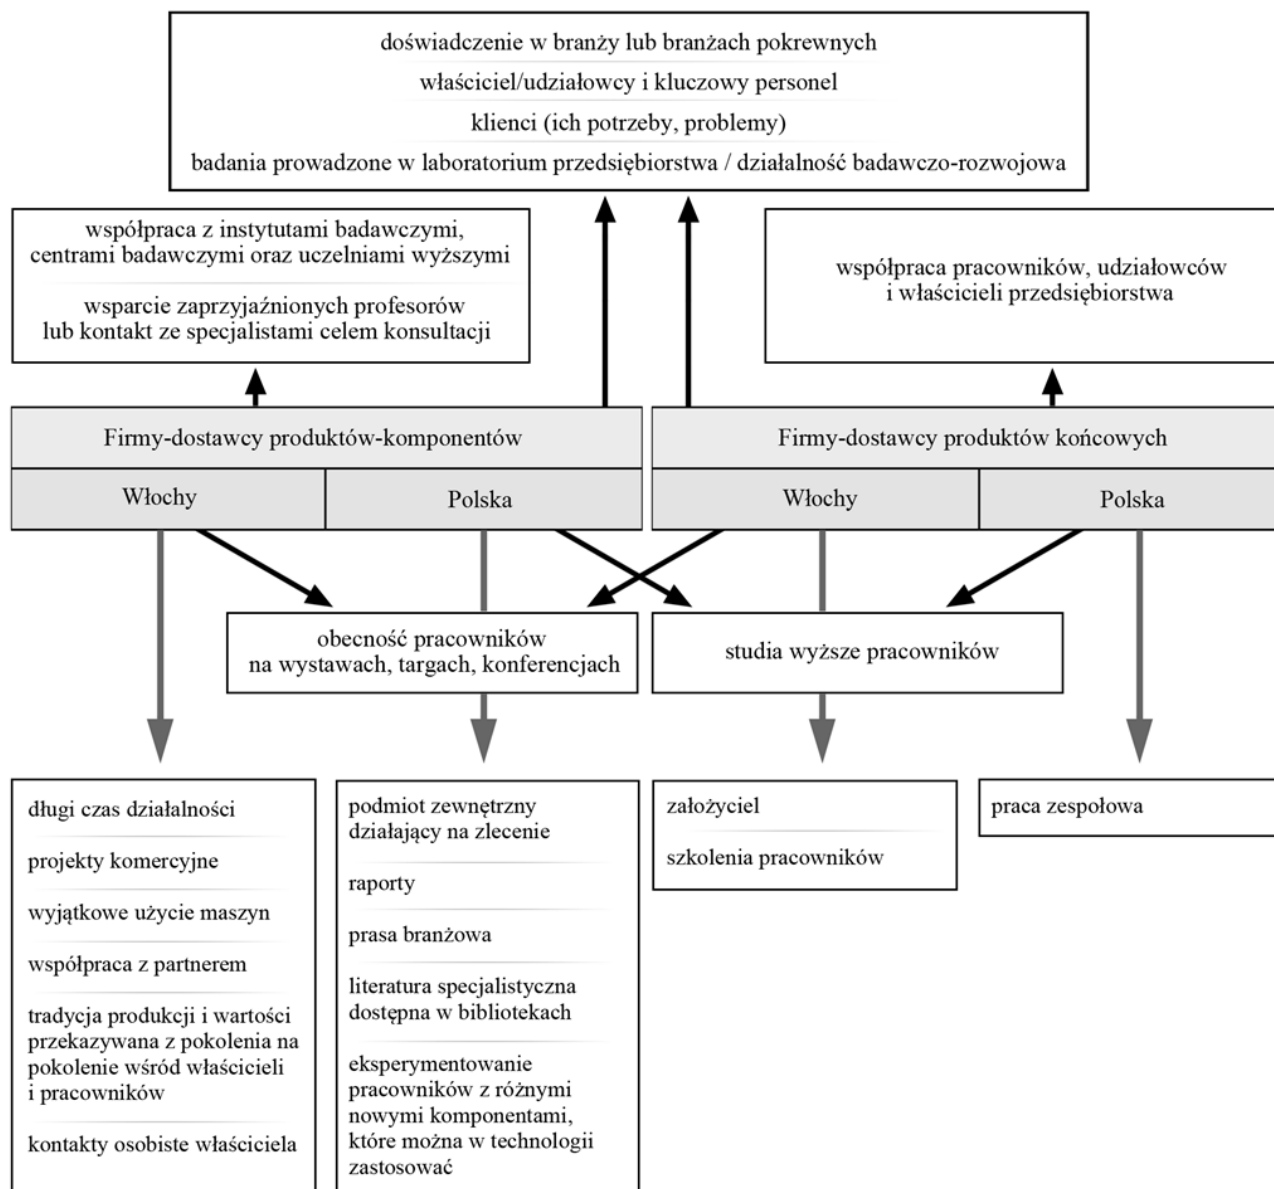 doświadczenie w branży lub branżach pokrewnych
właściciel/udziałowcy i kluczowy personel
klienci (ich potrzeby, problemy)
badania prowadzone w laboratorium przedsiębiorstwa / działalność badawczo-rozwojowa
współpraca z instytutami badawczymi,
centrami badawczymi oraz uczelniami wyższymi
wsparcie zaprzyjaźnionych profesorów
lub kontakt ze specjalistami celem konsultacji
współpraca pracowników, udziałowców
i właścicieli przedsiębiorstwa
Firmy-dostawcy produktów-komponentów
Firmy-dostawcy produktów końcowych
Włochy
Polska
Włochy
Polska
obecność pracowników
na wystawach, targach, konferencjach
studia wyższe pracowników
długi czas działalności
projekty komercyjne
wyjątkowe użycie maszyn
współpraca z partnerem
tradycja produkcji i wartości
przekazywana z pokolenia na
pokolenie wśród właścicieli
i pracowników
kontakty osobiste właściciela
podmiot zewnętrzny
działający na zlecenie
raporty
prasa branżowa
literatura specjalistyczna
dostępna w bibliotekach
eksperymentowanie
pracowników z różnymi
nowymi komponentami,
które można w technologii
zastosować
założyciel
szkolenia pracowników
praca zespołowa